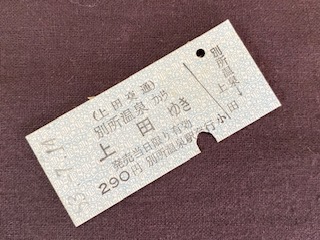 (上田交通)
別所温泉から
上田ゆき
発売当日限り有効
290円 別所温泉駅発行
小
別所温泉
上田